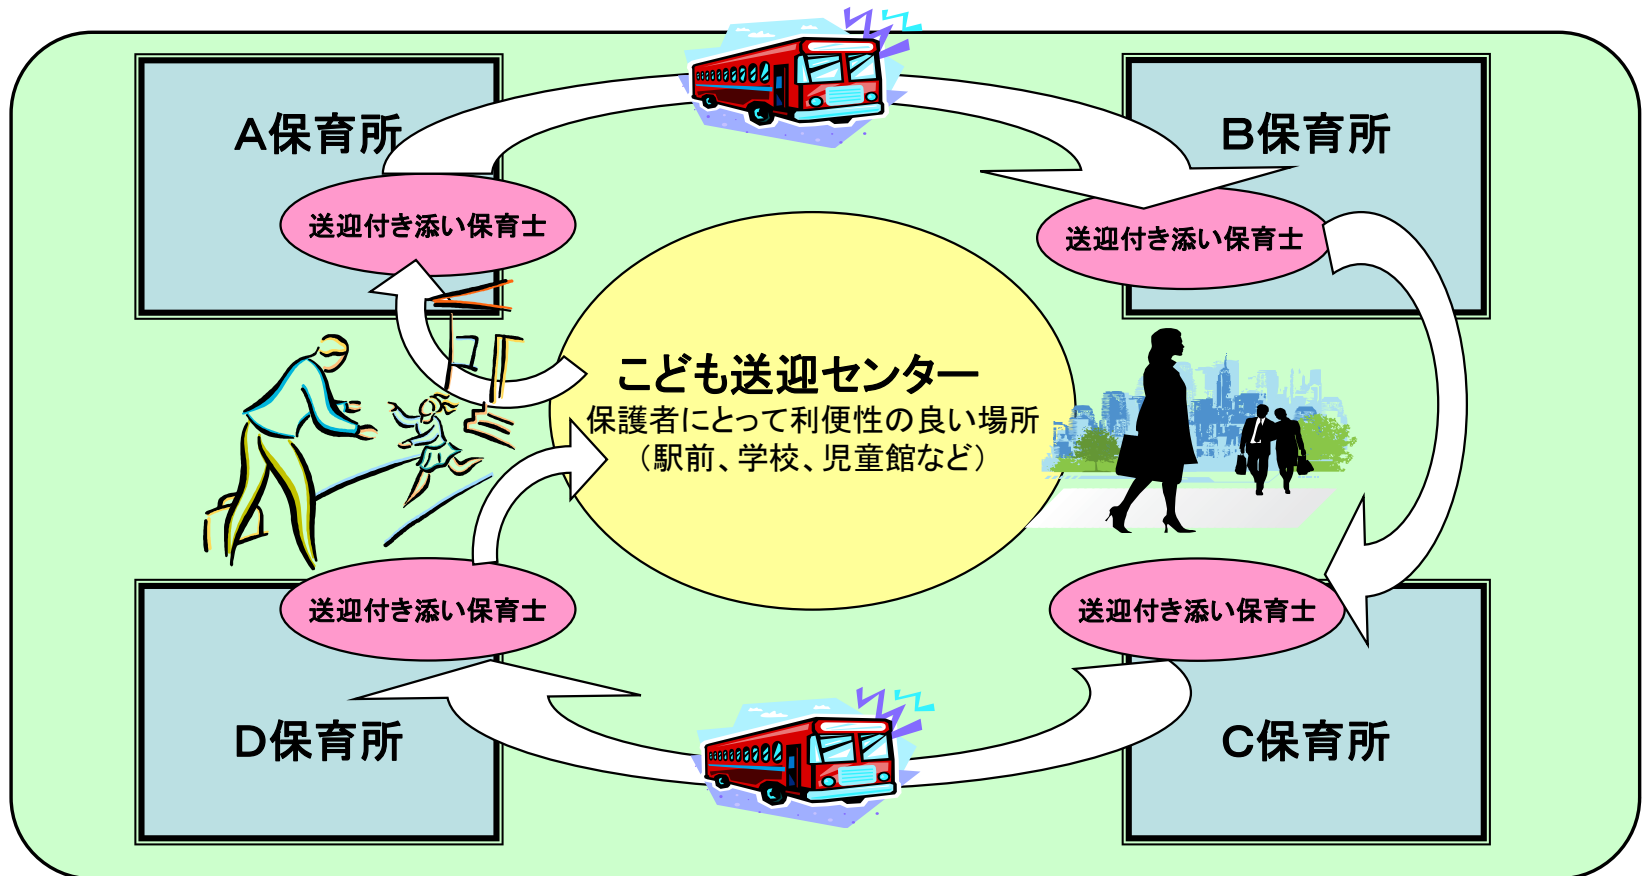 A保育所
送迎付き添い保育士
B保育所
送迎付き添い保育士
こども送迎センター
保護者にとって利便性の良い場所
(駅前、学校、児童館など)
送迎付き添い保育士
D保育所
送迎付き添い保育士
C保育所